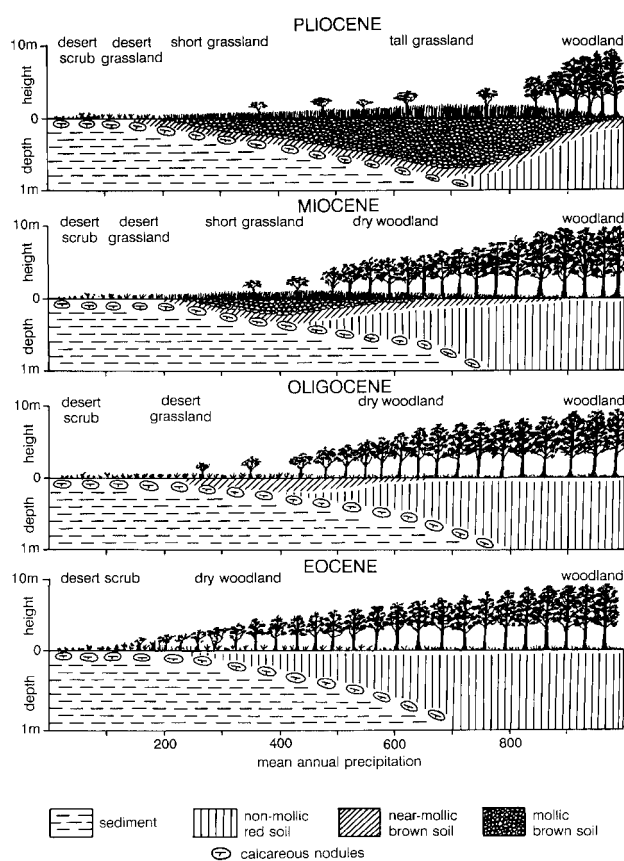 PLIOCENE
desert scrub desert grassland short grassland tall grassland woodland
10m
height
0
depth
1m
MIOCENE
desert scrub desert grassland short grassland dry woodland woodland
10m
height
0
depth
1m
OLIGOCENE
desert scrub desert grassland dry woodland woodland
10m
height
0
depth
1m
EOCENE
desert scrub dry woodland woodland
10m
height
0
depth
1m
200 400 600 800
mean annual precipitation
sediment
non-mollic red soil
near-mollic brown soil
mollic brown soil
calcareous nodules